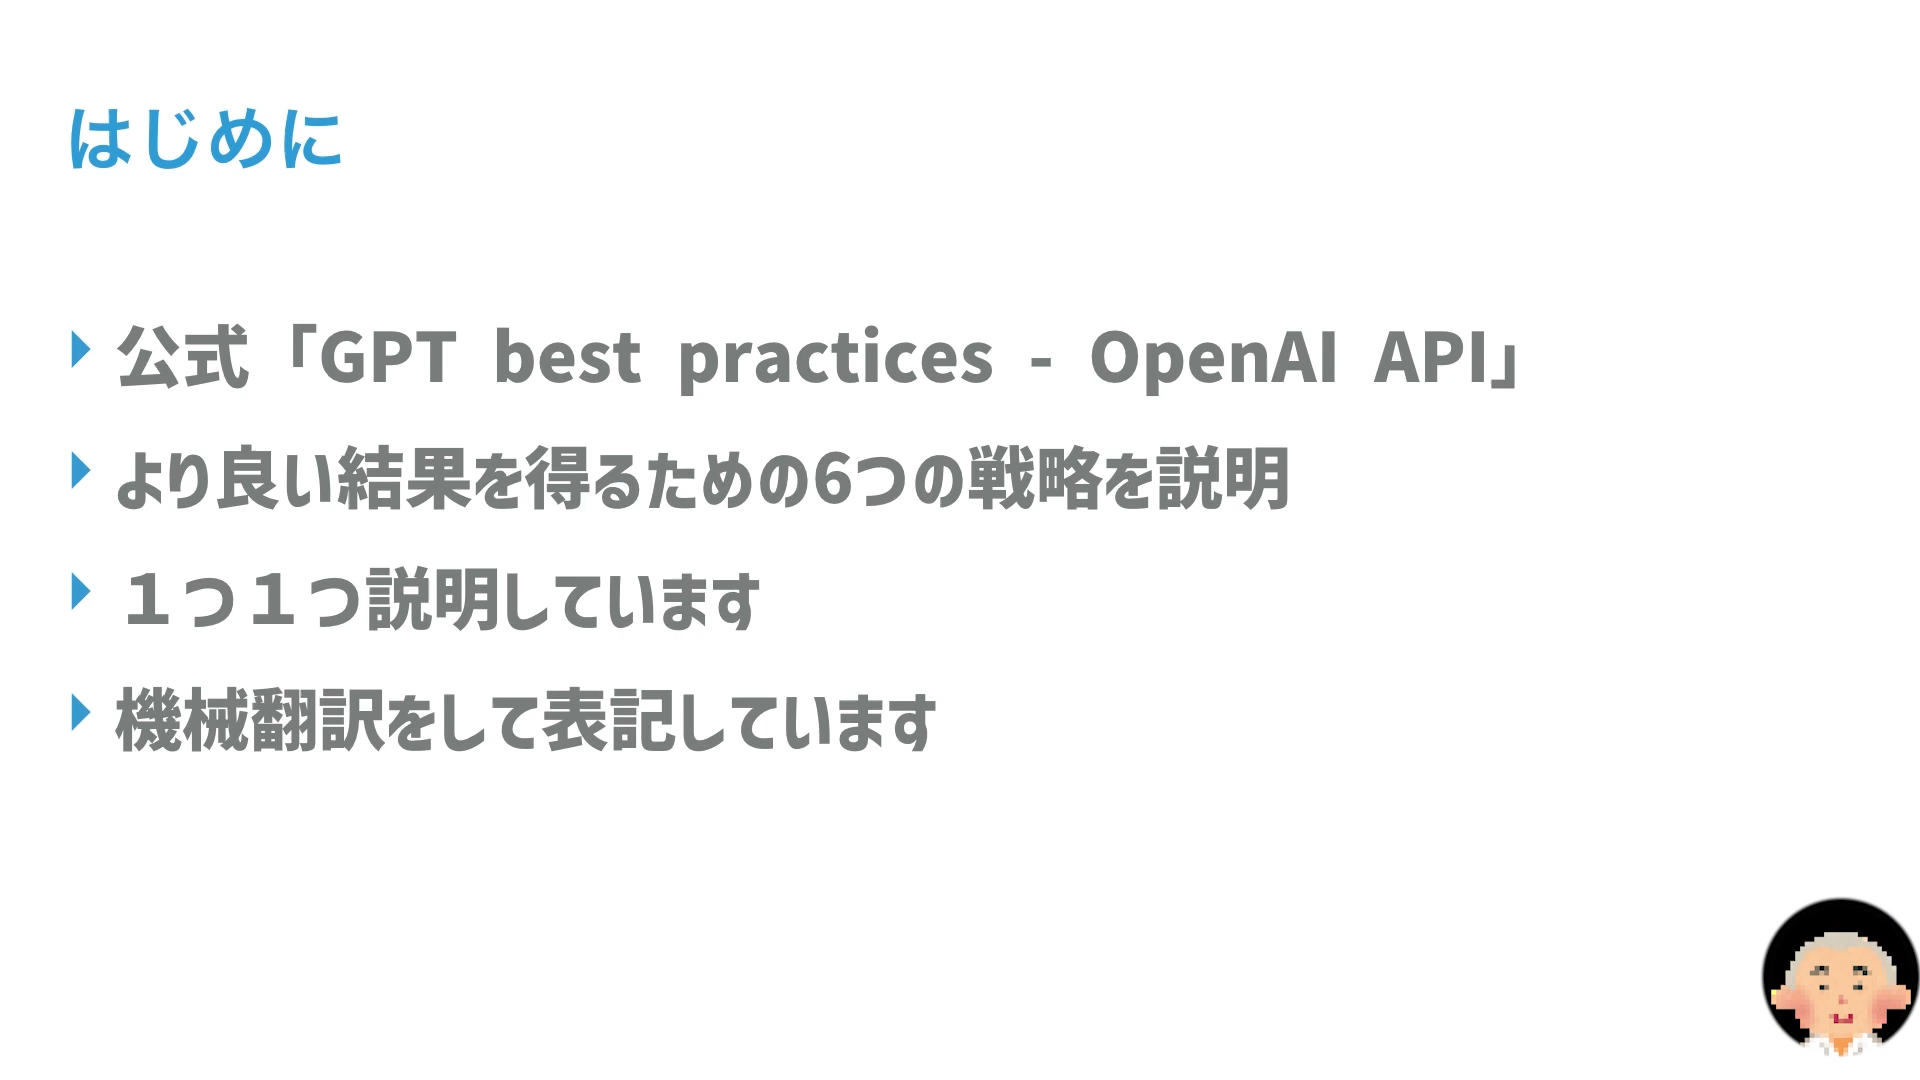 はじめに
公式「GPT best practices - OpenAI API」
より良い結果を得るための6つの戦略を説明
１つ１つ説明しています
機械翻訳をして表記しています